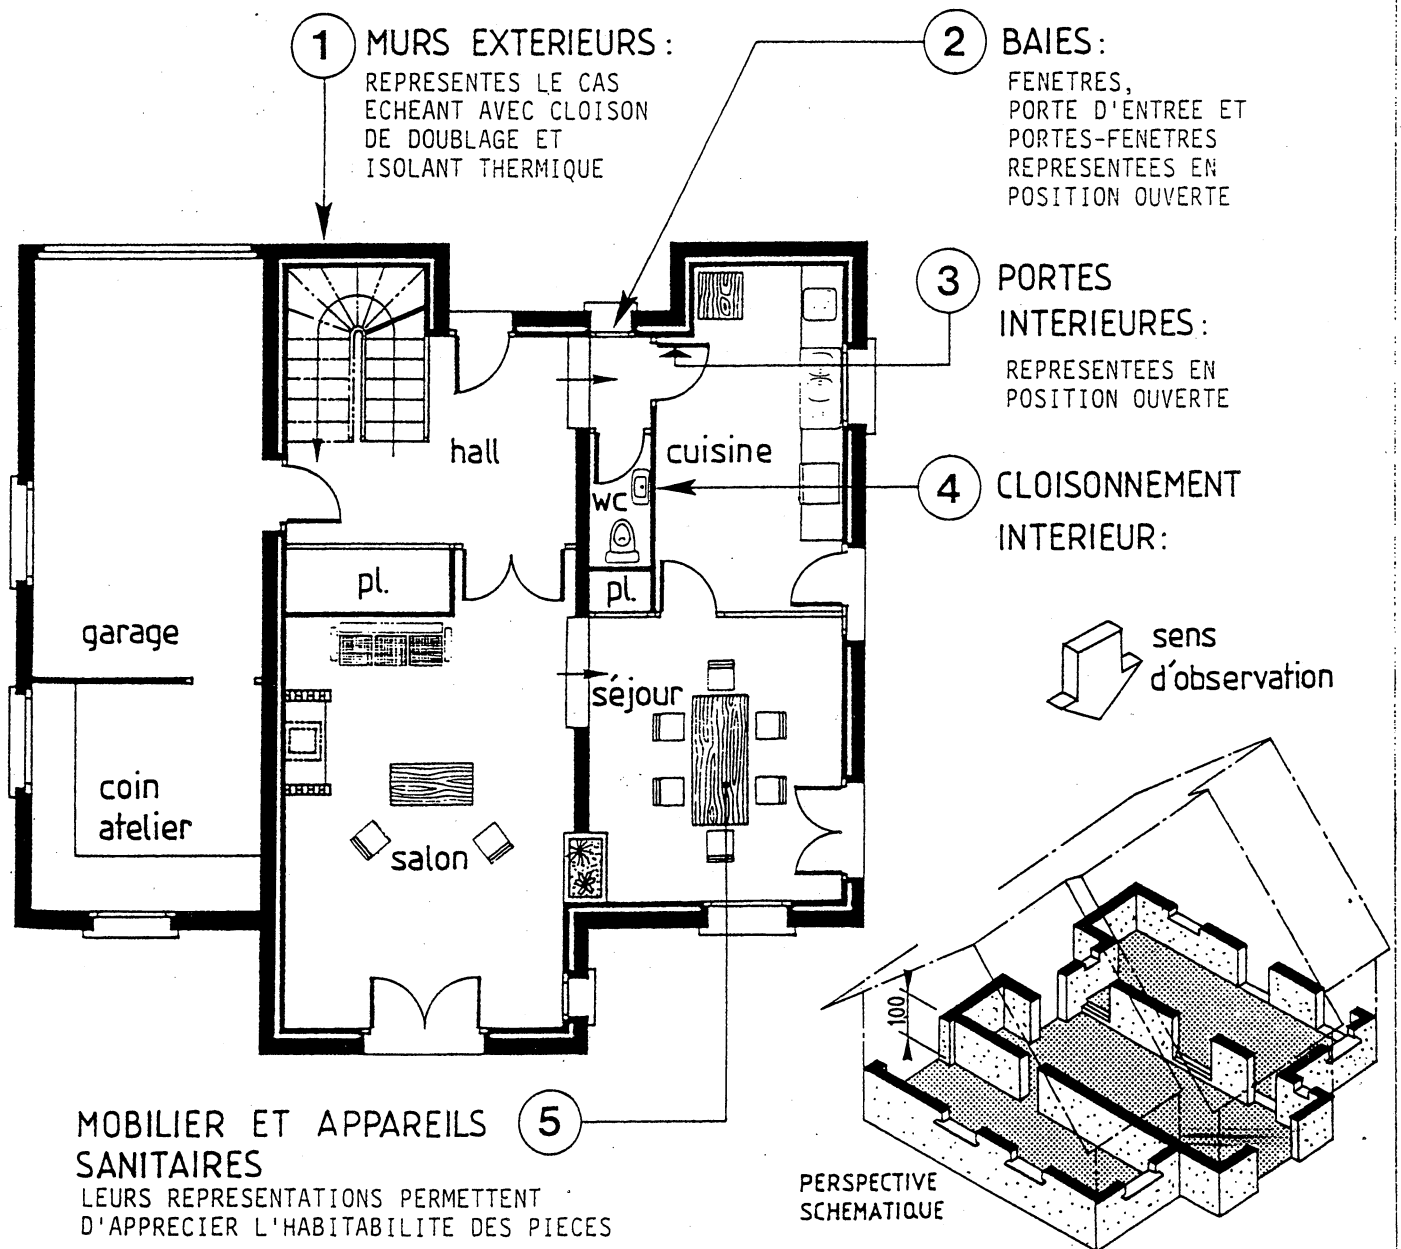 1 MURS EXTERIEURS:
REPRESENTES LE CAS
ECHEANT AVEC CLOISON
DE DOUBLAGE ET
ISOLANT THERMIQUE
2 BAIES:
FENETRES,
PORTE D'ENTREE ET
PORTES-FENETRES
REPRESENTEES EN
POSITION OUVERTE
3 PORTES
INTERIEURES:
REPRESENTEES EN
POSITION OUVERTE
4 CLOISONNEMENT
INTERIEUR:
hall
cuisine
WC
pl.
pl.
garage
séjour
coin
atelier
salon
sens
d'observation
100
MOBILIER ET APPAREILS 5
SANITAIRES
LEURS REPRESENTATIONS PERMETTENT
D'APPRECIER L'HABITABILITE DES PIECES
PERSPECTIVE
SCHEMATIQUE